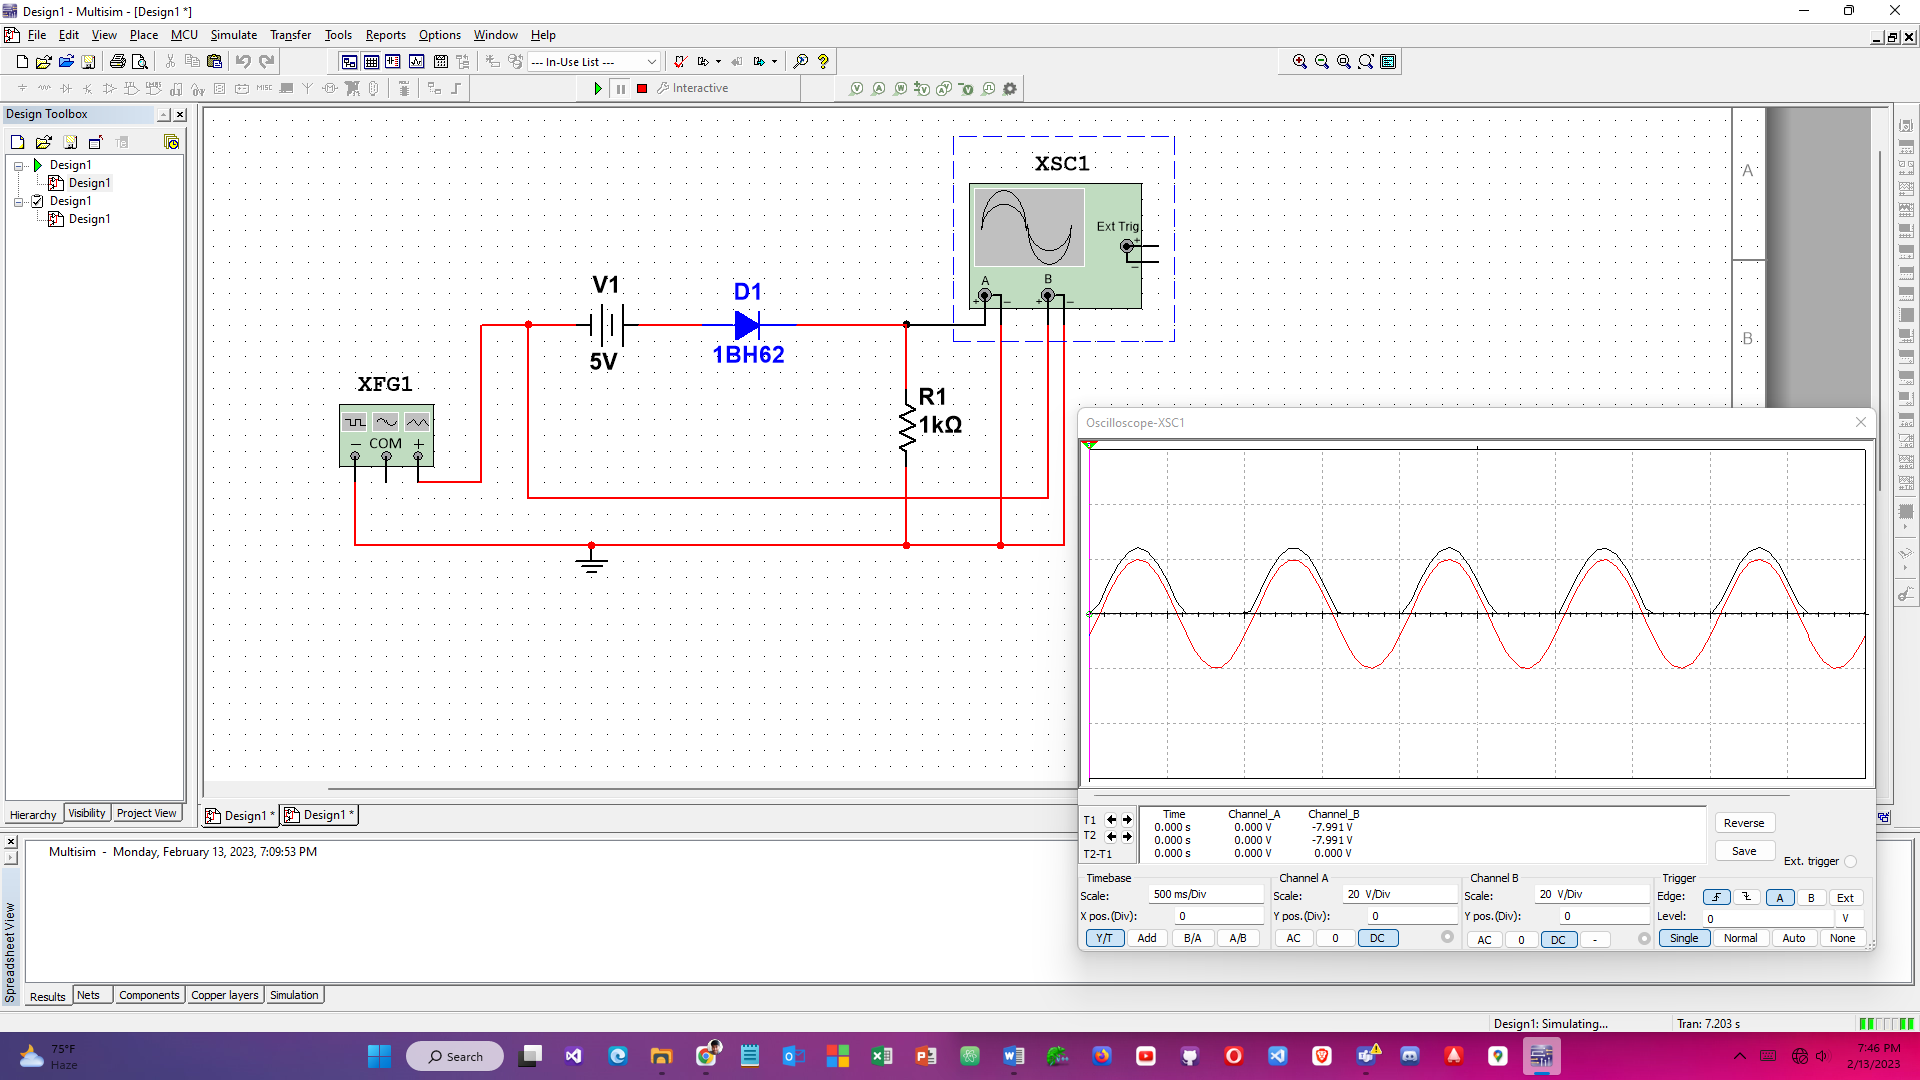 Design1 - Multisim - [Design1 *]
File Edit View Place MCU Simulate Transfer Tools Reports Options Window Help
--- In-Use List ---
Interactive
Design Toolbox
Design1
Design1
Design1
Design1
Hierarchy Visibility Project View
XSC1
Ext Trig
+
−
A
B
+ − + −
V1
5V
D1
1BH62
XFG1
− COM +
R1
1kΩ
A
B
Design1 * Design1 *
Oscilloscope-XSC1
T1
T2
T2-T1
Time Channel_A Channel_B
0.000 s 0.000 V -7.991 V
0.000 s 0.000 V -7.991 V
0.000 s 0.000 V 0.000 V
Reverse
Save
Ext. trigger
Timebase
Scale: 500 ms/Div
X pos.(Div): 0
Y/T Add B/A A/B
Channel A
Scale: 20 V/Div
Y pos.(Div): 0
AC 0 DC
Channel B
Scale: 20 V/Div
Y pos.(Div): 0
AC 0 DC -
Trigger
Edge: A B Ext
Level: 0 V
Single Normal Auto None
Spreadsheet View
Multisim - Monday, February 13, 2023, 7:09:53 PM
Results Nets Components Copper layers Simulation
Design1: Simulating... Tran: 7.203 s
75°F
Haze
Search
7:46 PM
2/13/2023